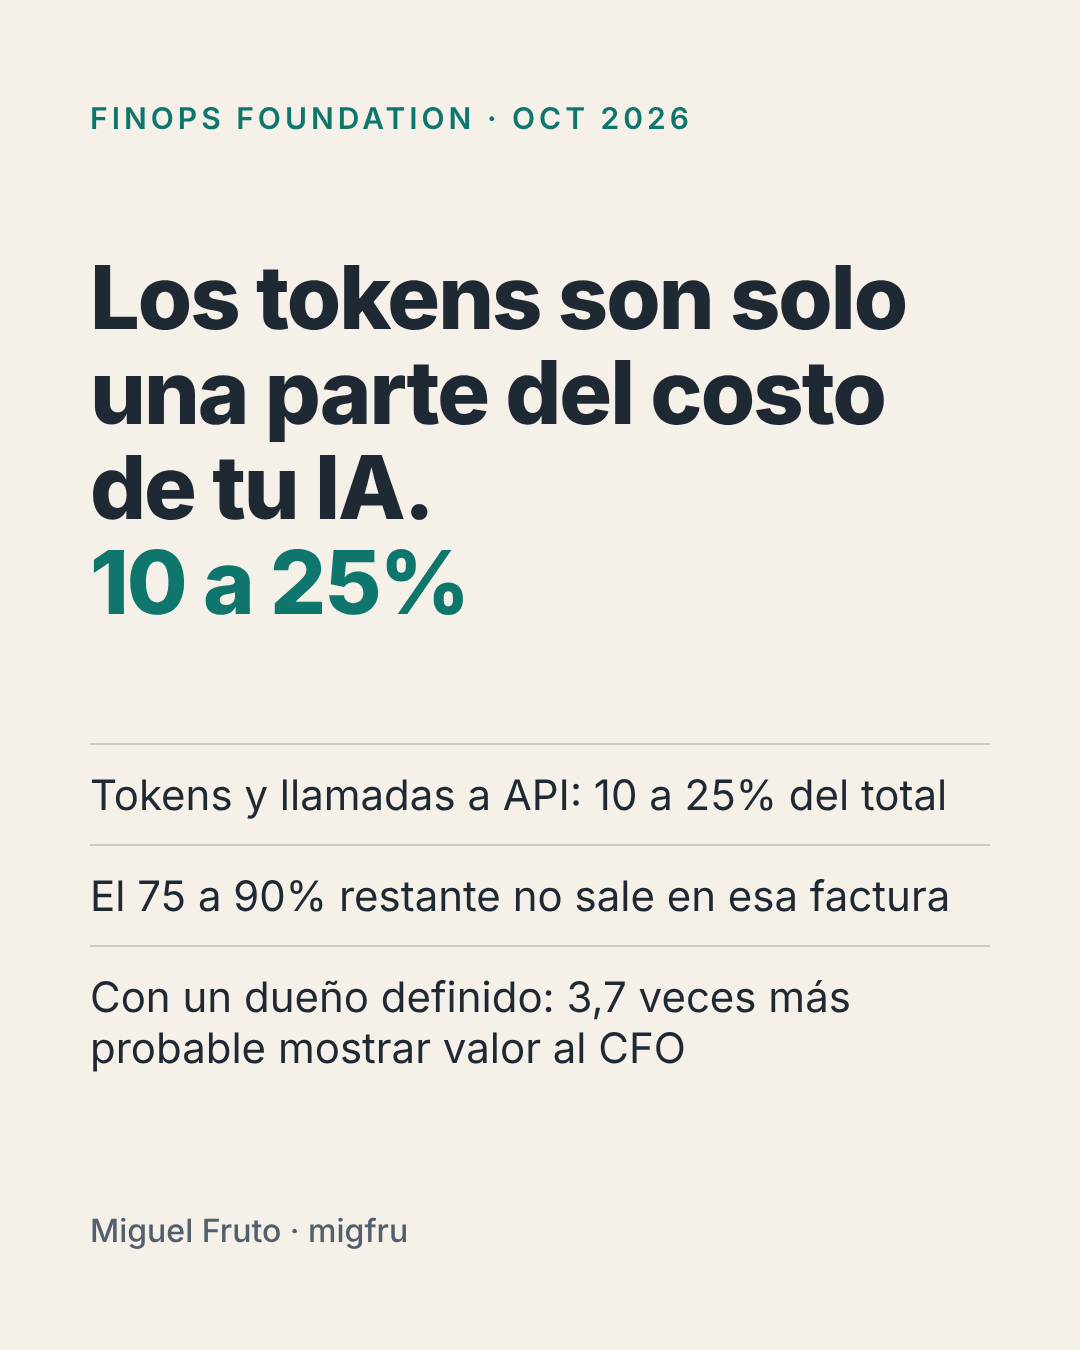 FINOPS FOUNDATION · OCT 2026
Los tokens son solo
una parte del costo
de tu IA.
10 a 25%
Tokens y llamadas a API: 10 a 25% del total
El 75 a 90% restante no sale en esa factura
Con un dueño definido: 3,7 veces más
probable mostrar valor al CFO
Miguel Fruto · migfru